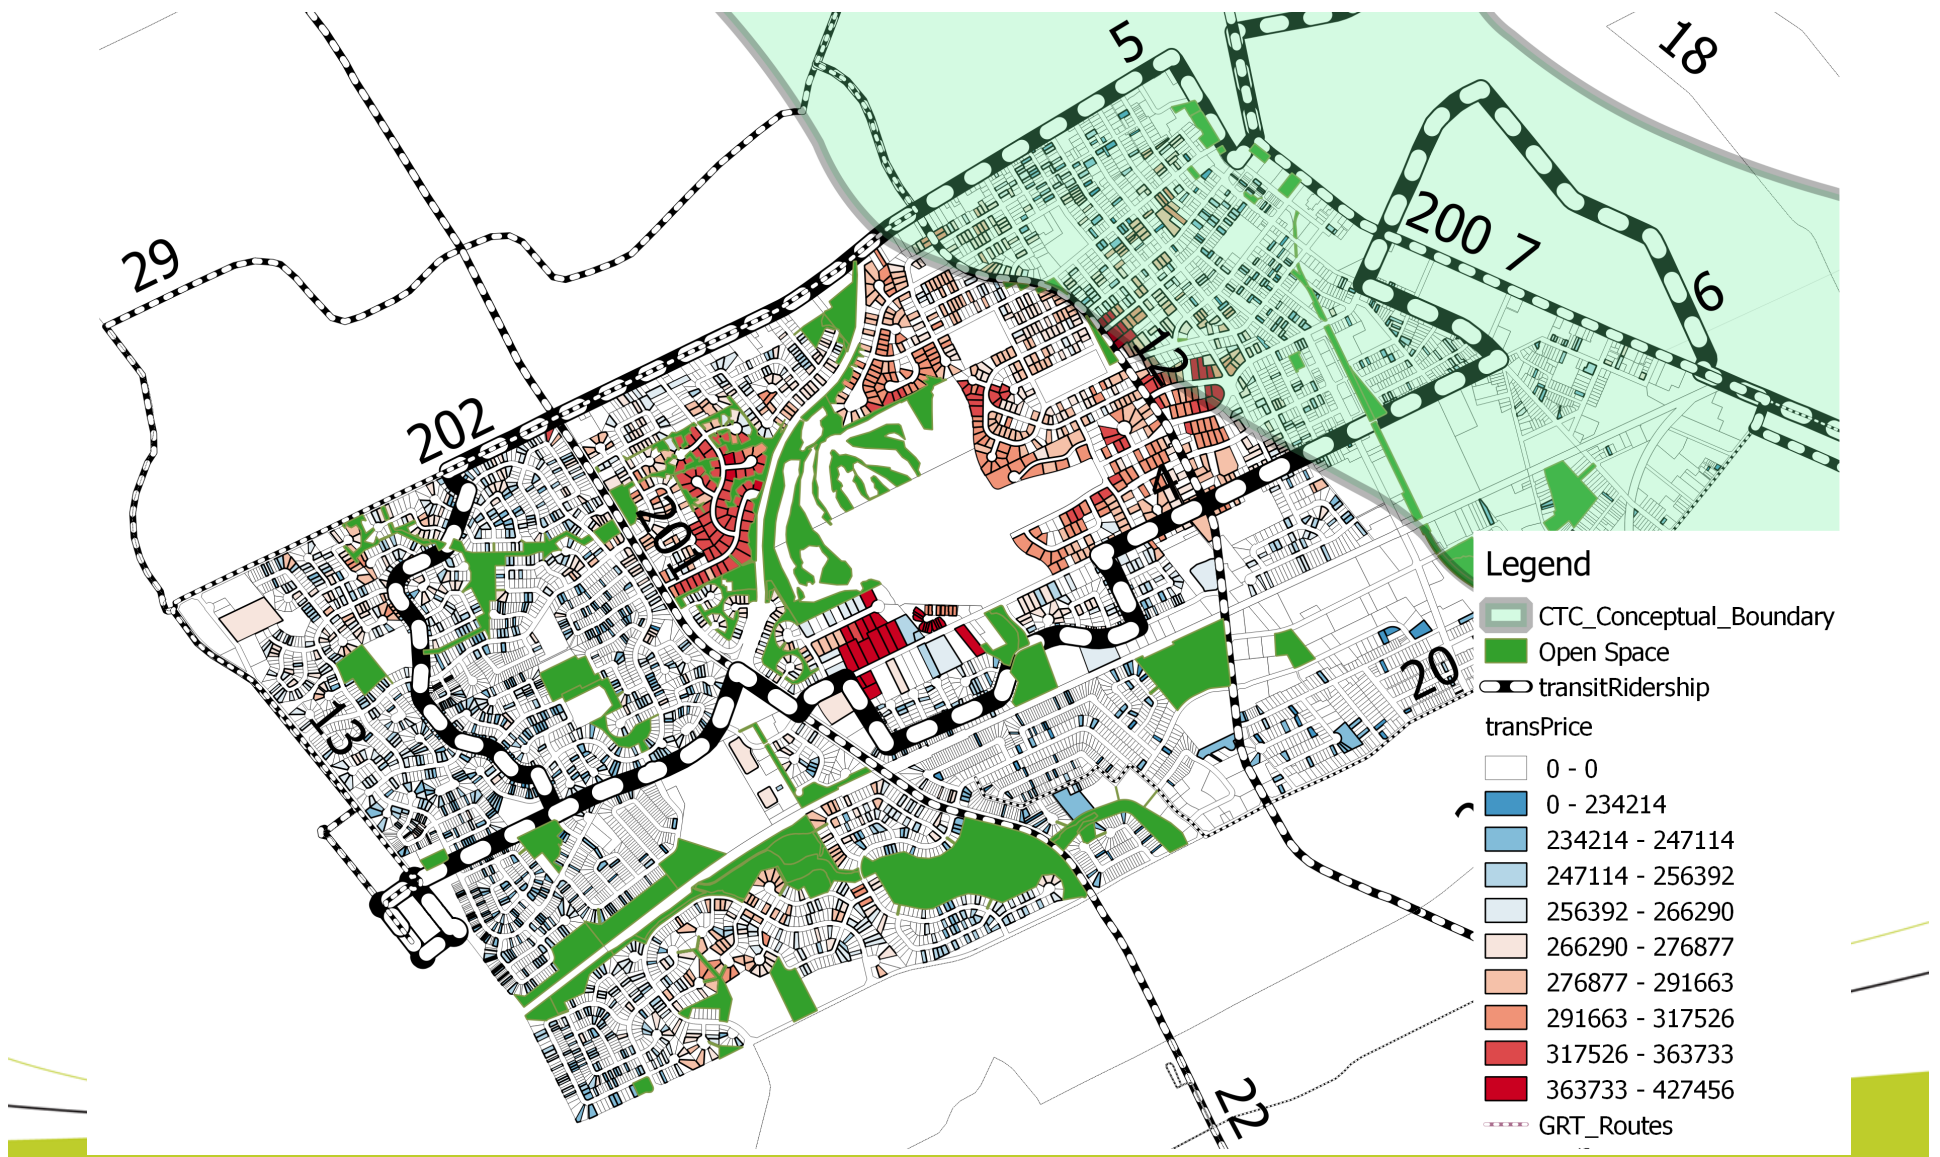 5
18
29
200
7
6
12
202
4
201
20
13
22
Legend
CTC_Conceptual_Boundary
Open Space
transitRidership
transPrice
0 - 0
0 - 234214
234214 - 247114
247114 - 256392
256392 - 266290
266290 - 276877
276877 - 291663
291663 - 317526
317526 - 363733
363733 - 427456
GRT_Routes